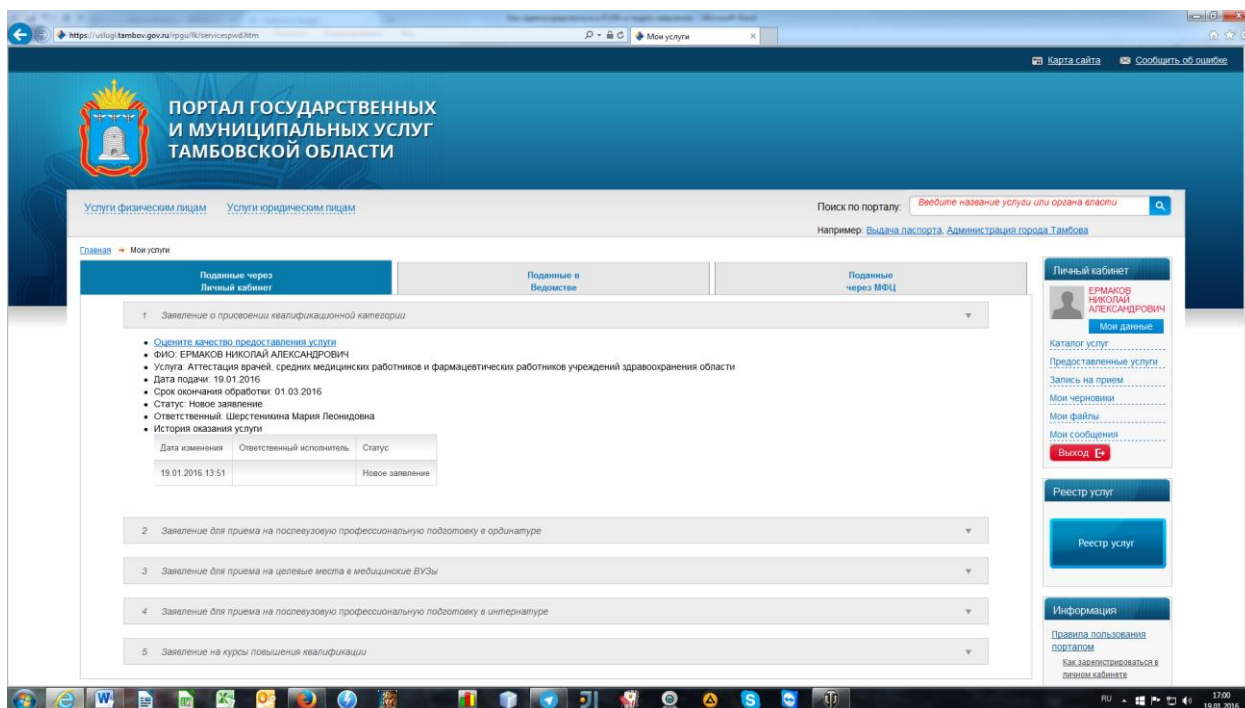 https://uslugi.tambov.gov.ru/rpgu/lk/servicespwd.htm
Мои услуги
Карта сайта
Сообщить об ошибке
ПОРТАЛ ГОСУДАРСТВЕННЫХ
И МУНИЦИПАЛЬНЫХ УСЛУГ
ТАМБОВСКОЙ ОБЛАСТИ
Услуги физическим лицам
Услуги юридическим лицам
Поиск по порталу:
Введите название услуги или органа власти
Например: Выдача паспорта, Администрация города Тамбова
Главная → Мои услуги
Поданные через
Личный кабинет
Поданные в
Ведомстве
Поданные
через МФЦ
1 Заявление о присвоении квалификационной категории
Оцените качество предоставления услуги
ФИО: ЕРМАКОВ НИКОЛАЙ АЛЕКСАНДРОВИЧ
Услуга: Аттестация врачей, средних медицинских работников и фармацевтических работников учреждений здравоохранения области
Дата подачи: 19.01.2016
Срок окончания обработки: 01.03.2016
Статус: Новое заявление
Ответственный: Шерстеникина Мария Леонидовна
История оказания услуги
Дата изменения Ответственный исполнитель Статус
19.01.2016 13:51 Новое заявление
2 Заявление для приема на послевузовую профессиональную подготовку в ординатуре
3 Заявление для приема на целевые места в медицинские ВУЗы
4 Заявление для приема на послевузовую профессиональную подготовку в интернатуре
5 Заявление на курсы повышения квалификации
Личный кабинет
ЕРМАКОВ
НИКОЛАЙ
АЛЕКСАНДРОВИЧ
Мои данные
Каталог услуг
Предоставленные услуги
Запись на прием
Мои черновики
Мои файлы
Мои сообщения
Выход
Реестр услуг
Реестр услуг
Информация
Правила пользования
порталом
Как зарегистрироваться в
личном кабинете
RU
17:00
19.01.2016